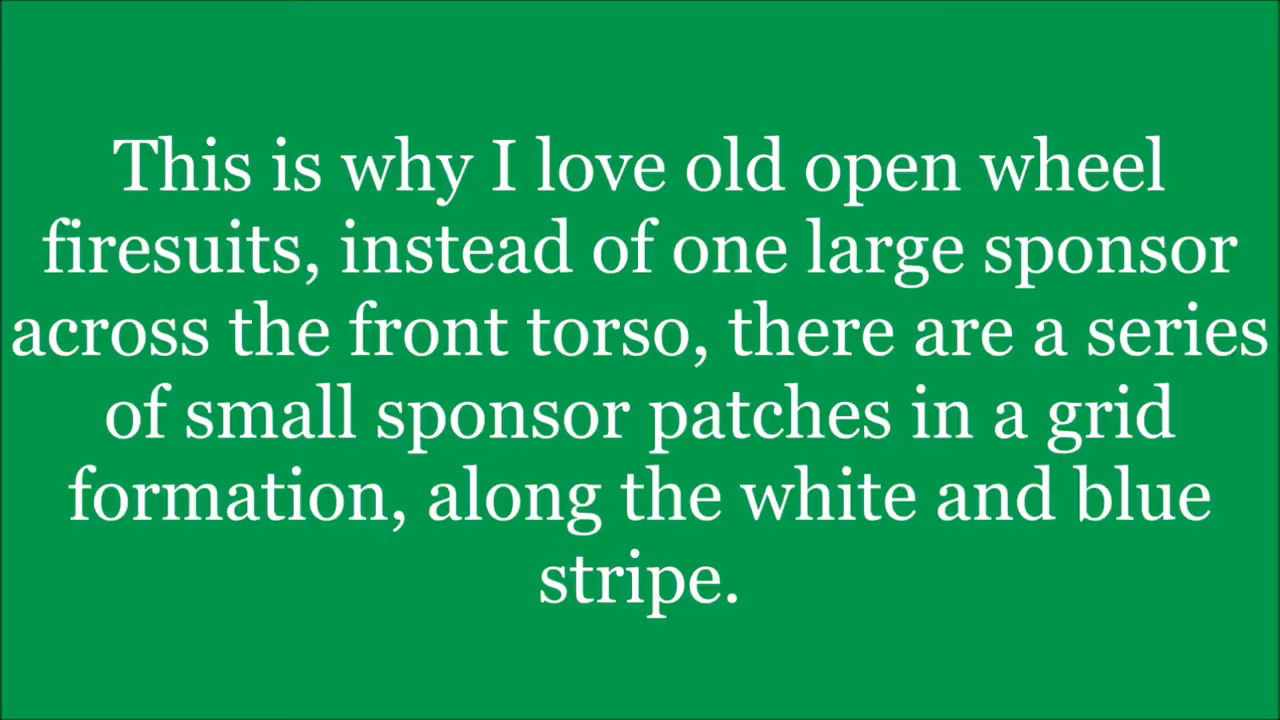 This is why I love old open wheel
firesuits, instead of one large sponsor
across the front torso, there are a series
of small sponsor patches in a grid
formation, along the white and blue
stripe.